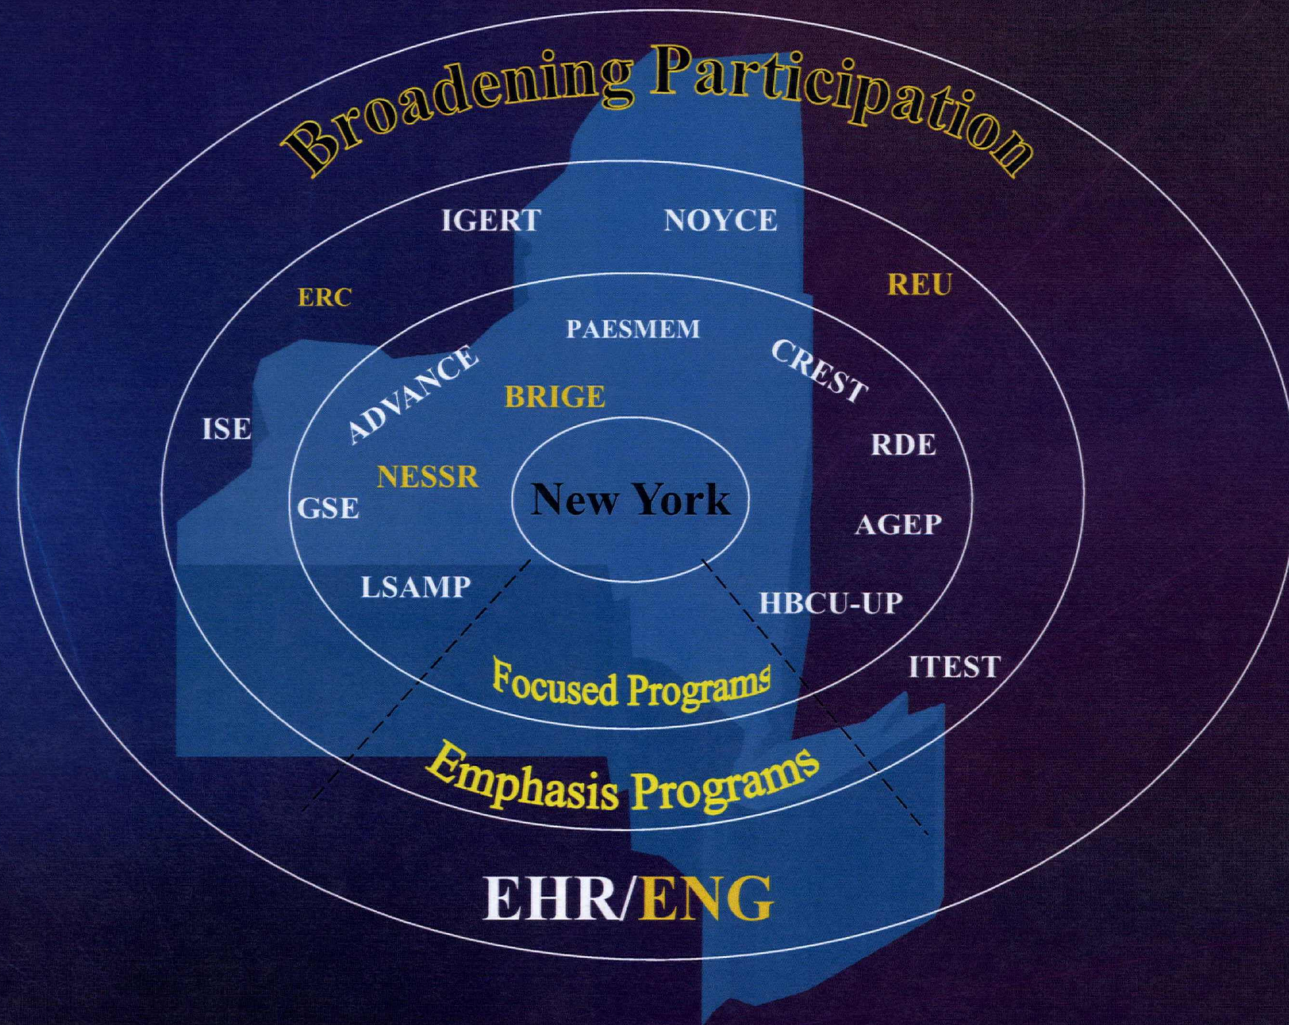 Broadening Participation
IGERT
NOYCE
ERC
REU
PAESMEM
ADVANCE
CREST
BRIGE
ISE
RDE
NESSR
GSE
New York
AGEP
LSAMP
HBCU-UP
ITEST
Focused Programs
Emphasis Programs
EHR/ENG